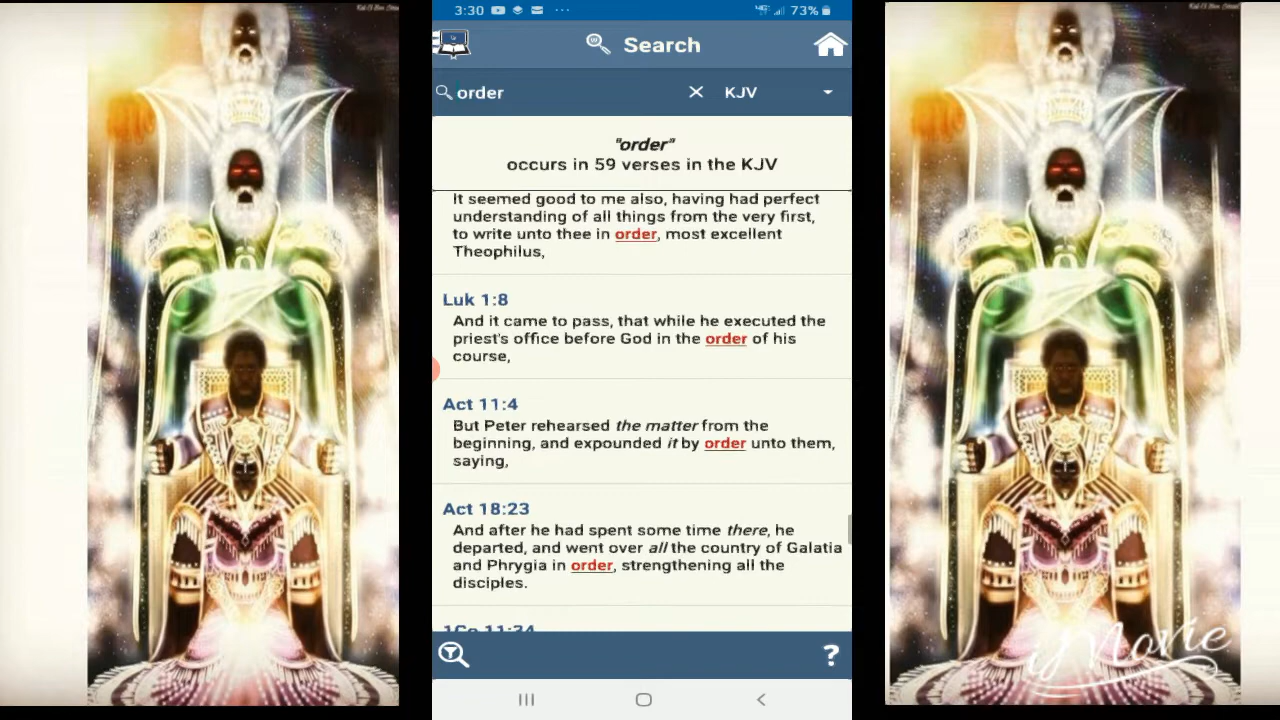 3:30
73%
Search
order
KJV
"order"
occurs in 59 verses in the KJV
It seemed good to me also, having had perfect
understanding of all things from the very first,
to write unto thee in order, most excellent
Theophilus,
Luk 1:8
And it came to pass, that while he executed the
priest's office before God in the order of his
course,
Act 11:4
But Peter rehearsed the matter from the
beginning, and expounded it by order unto them,
saying,
Act 18:23
And after he had spent some time there, he
departed, and went over all the country of Galatia
and Phrygia in order, strengthening all the
disciples.
?
iMovie